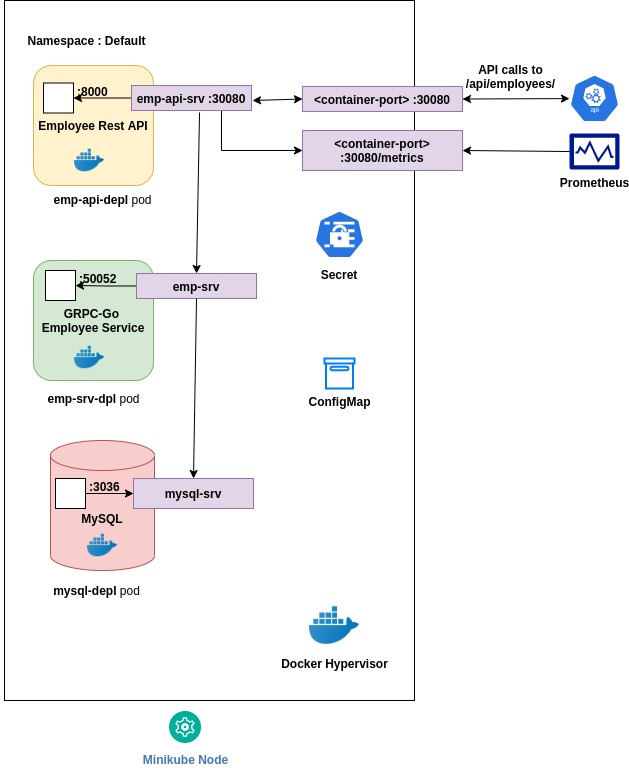 Namespace : Default
:8000
emp-api-srv :30080
Employee Rest API
emp-api-depl pod
<container-port> :30080
API calls to
/api/employees/
api
<container-port>
:30080/metrics
Prometheus
Secret
:50052
emp-srv
GRPC-Go
Employee Service
emp-srv-dpl pod
ConfigMap
:3036
mysql-srv
MySQL
mysql-depl pod
Docker Hypervisor
Minikube Node